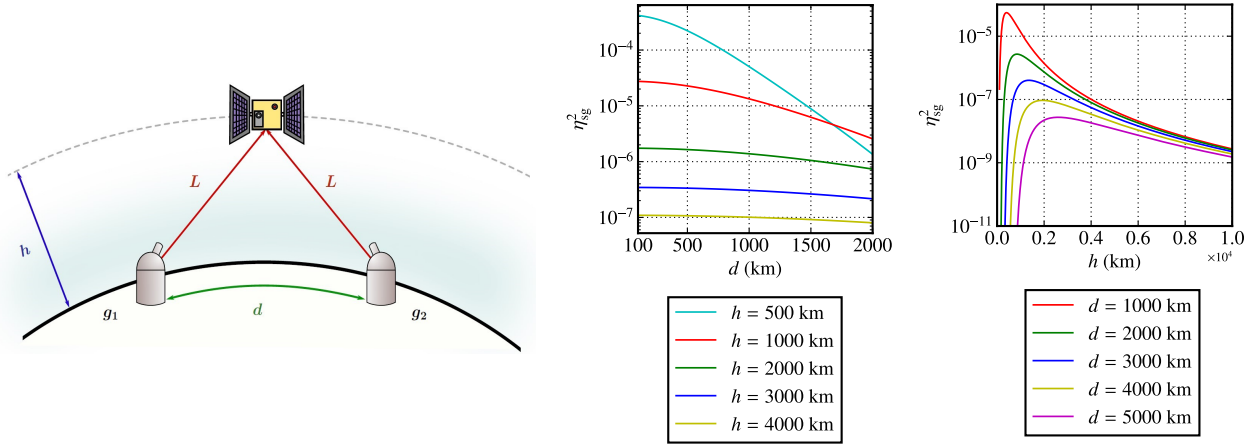 L
L
h
g₁
d
g₂
η²sg
10⁻⁴
10⁻⁵
10⁻⁶
10⁻⁷
100
500
1000
1500
2000
d (km)
h = 500 km
h = 1000 km
h = 2000 km
h = 3000 km
h = 4000 km
η²sg
10⁻⁵
10⁻⁷
10⁻⁹
10⁻¹¹
0.0
0.2
0.4
0.6
0.8
1.0
×10⁴
h (km)
d = 1000 km
d = 2000 km
d = 3000 km
d = 4000 km
d = 5000 km